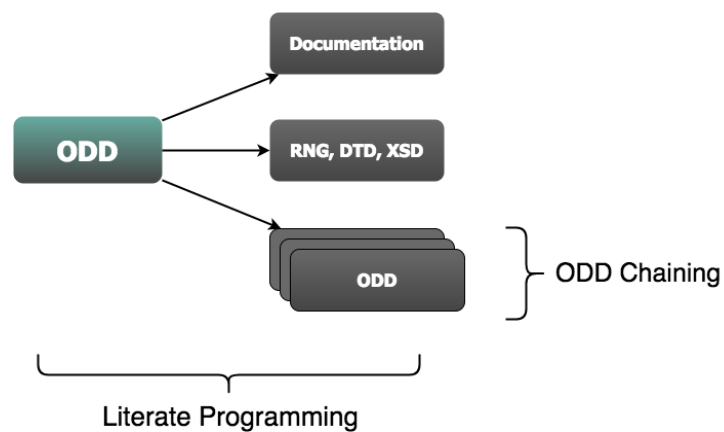 Documentation
ODD
RNG, DTD, XSD
ODD
ODD Chaining
Literate Programming